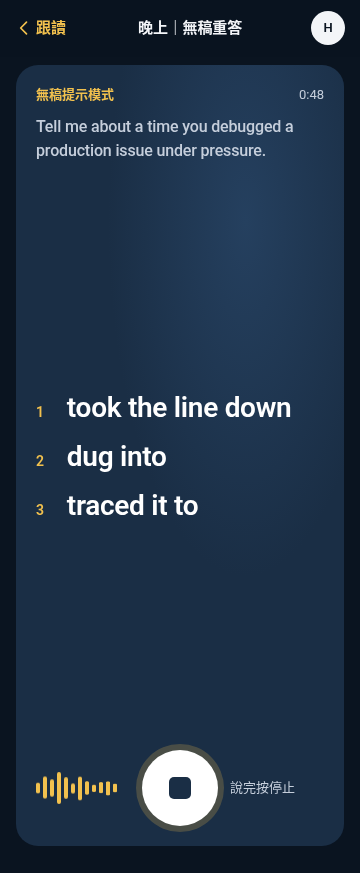 跟讀
晚上｜無稿重答
H
無稿提示模式
0:48
Tell me about a time you debugged a
production issue under pressure.
1 took the line down
2 dug into
3 traced it to
說完按停止